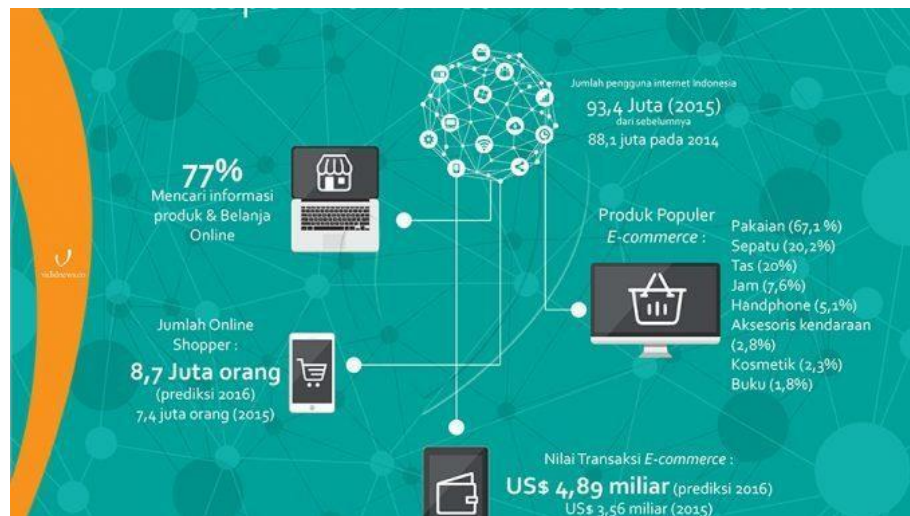 Jumlah pengguna internet Indonesia
93,4 Juta (2015)
dari sebelumnya
88,1 juta pada 2014
77%
Mencari informasi
produk & Belanja
Online
Produk Populer
E-commerce :
Pakaian (67,1 %)
Sepatu (20,2%)
Tas (20%)
Jam (7,6%)
Handphone (5,1%)
Aksesoris kendaraan
(2,8%)
Kosmetik (2,3%)
Buku (1,8%)
Jumlah Online
Shopper :
8,7 Juta orang
(prediksi 2016)
7,4 juta orang (2015)
Nilai Transaksi E-commerce :
US$ 4,89 miliar (prediksi 2016)
US$ 3,56 miliar (2015)